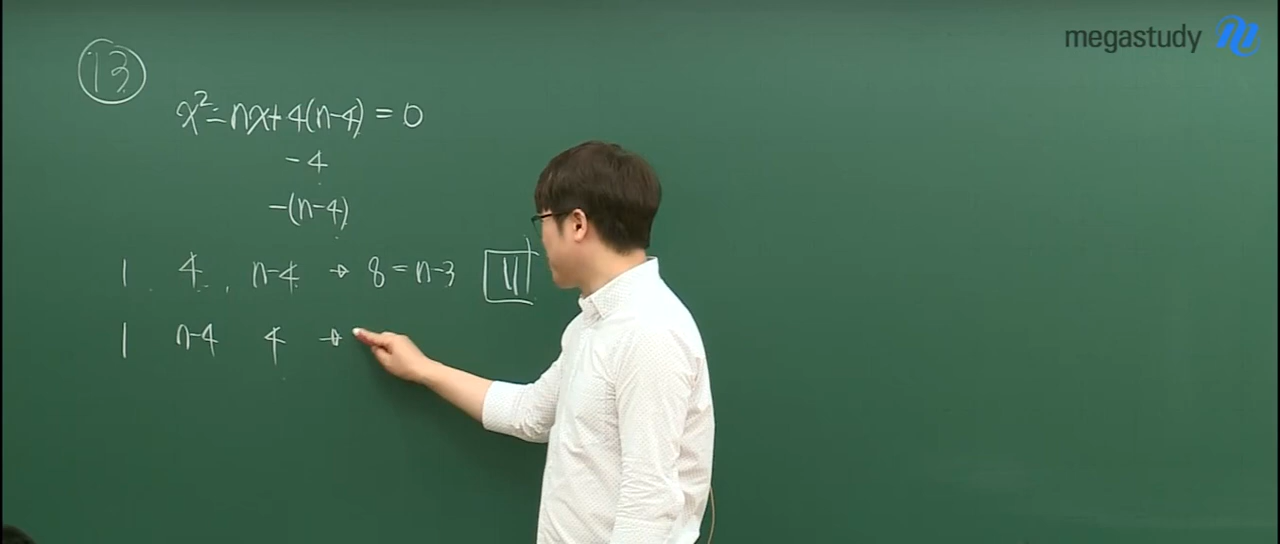 megastudy
13
x²=nx+4(n-4)=0
-4
-(n-4)
1 , 4 , n-4 → 8=n-3 11
1 n-4 4 →